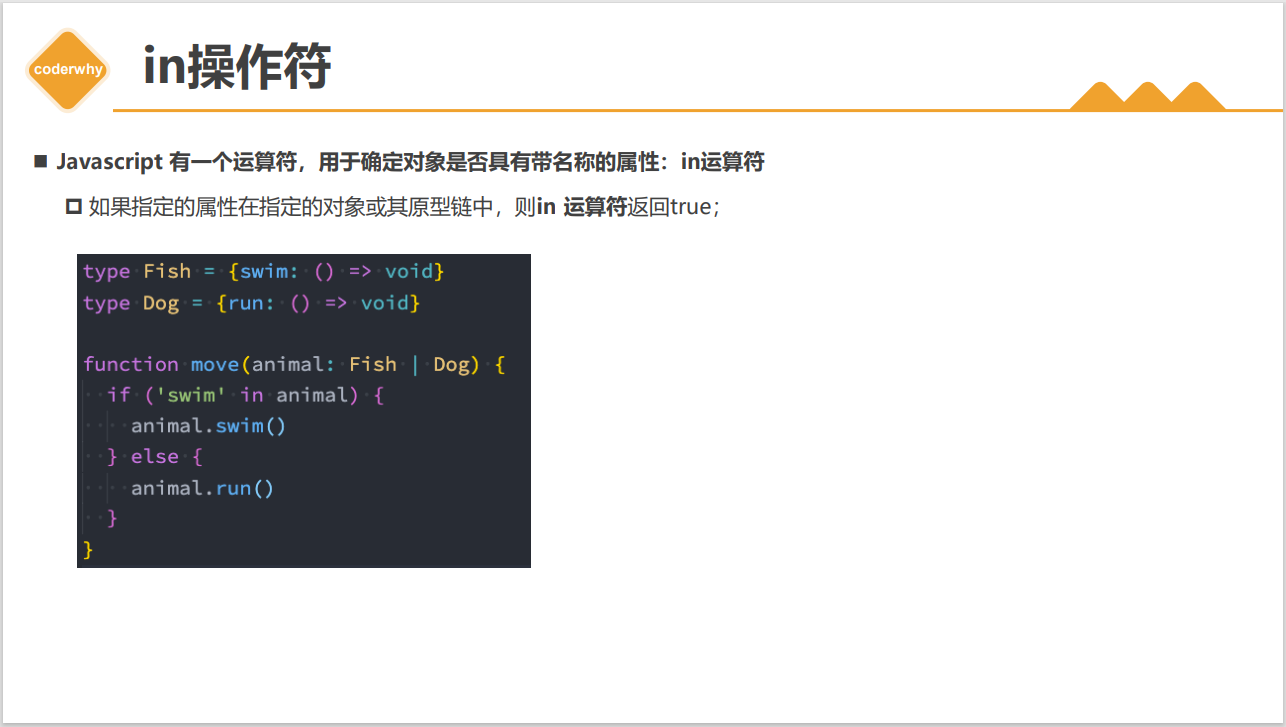 coderwhy
in操作符
Javascript 有一个运算符，用于确定对象是否具有带名称的属性：in运算符
如果指定的属性在指定的对象或其原型链中，则in 运算符返回true；
type Fish = {swim: () => void}
type Dog = {run: () => void}
function move(animal: Fish | Dog) {
  if ('swim' in animal) {
    animal.swim()
  } else {
    animal.run()
  }
}